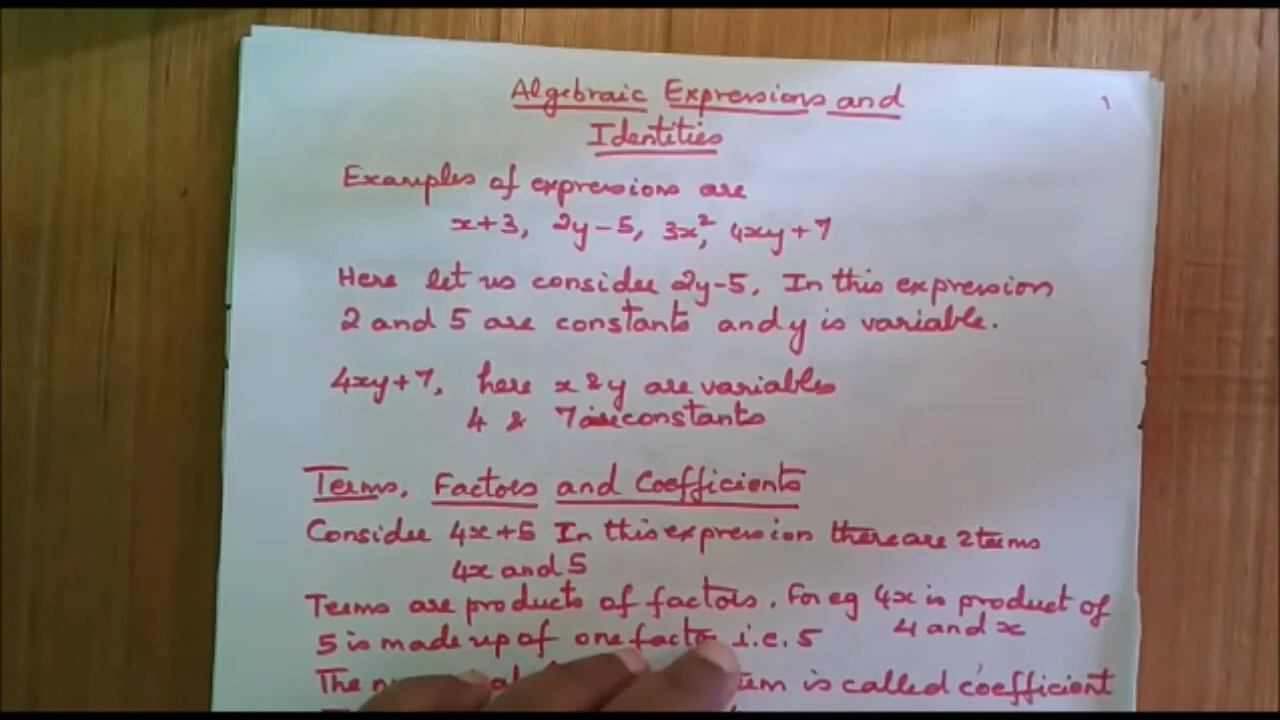 Algebraic Expressions and
1
Identities
Examples of expressions are
x+3, 2y-5, 3x², 4xy+7
Here let us consider 2y-5, In this expression
2 and 5 are constants and y is variable.
4xy+7, here x & y are variables
4 & 7 are constants
Terms, Factors and Coefficients
Consider 4x+5 In this expression there are 2 terms
4x and 5
Terms are products of factors. For eg 4x is product of
4 and x
5 is made up of one factor i.e. 5
The term is called coefficient